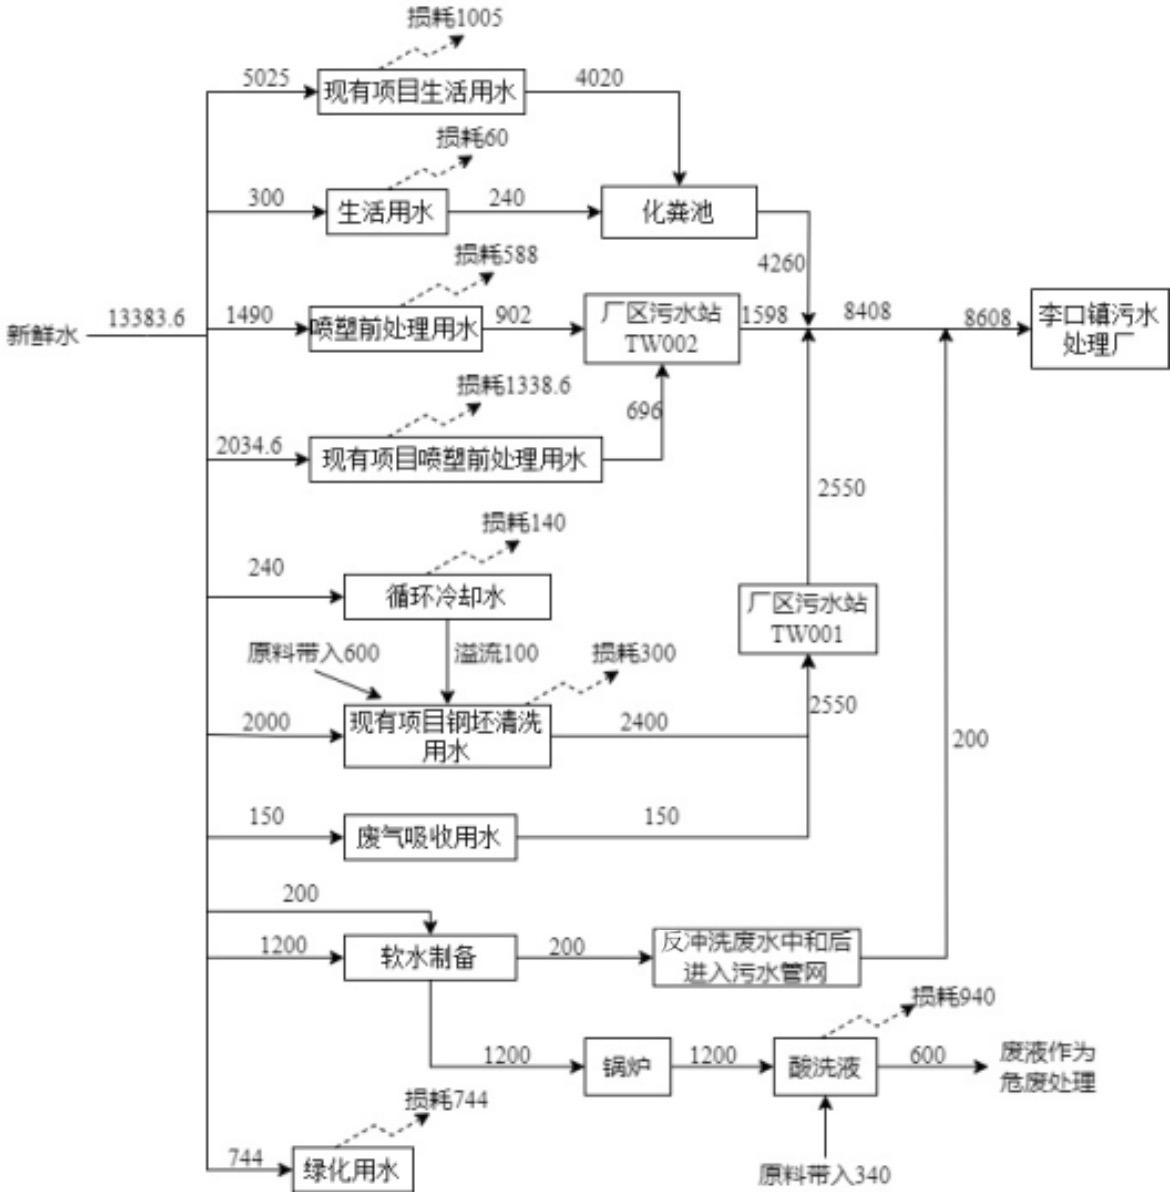 损耗1005
5025
现有项目生活用水
4020
损耗60
300
生活用水
240
化粪池
4260
损耗588
新鲜水
13383.6
1490
喷塑前处理用水
902
厂区污水站
TW002
1598
8408
8608
李口镇污水
处理厂
损耗1338.6
2034.6
现有项目喷塑前处理用水
696
2550
损耗140
240
循环冷却水
厂区污水站
TW001
原料带入600
溢流100
损耗300
2550
2000
现有项目钢坯清洗
用水
2400
200
150
废气吸收用水
150
200
1200
软水制备
200
反冲洗废水中和后
进入污水管网
损耗940
1200
锅炉
1200
酸洗液
600
废液作为
危废处理
损耗744
744
绿化用水
原料带入340